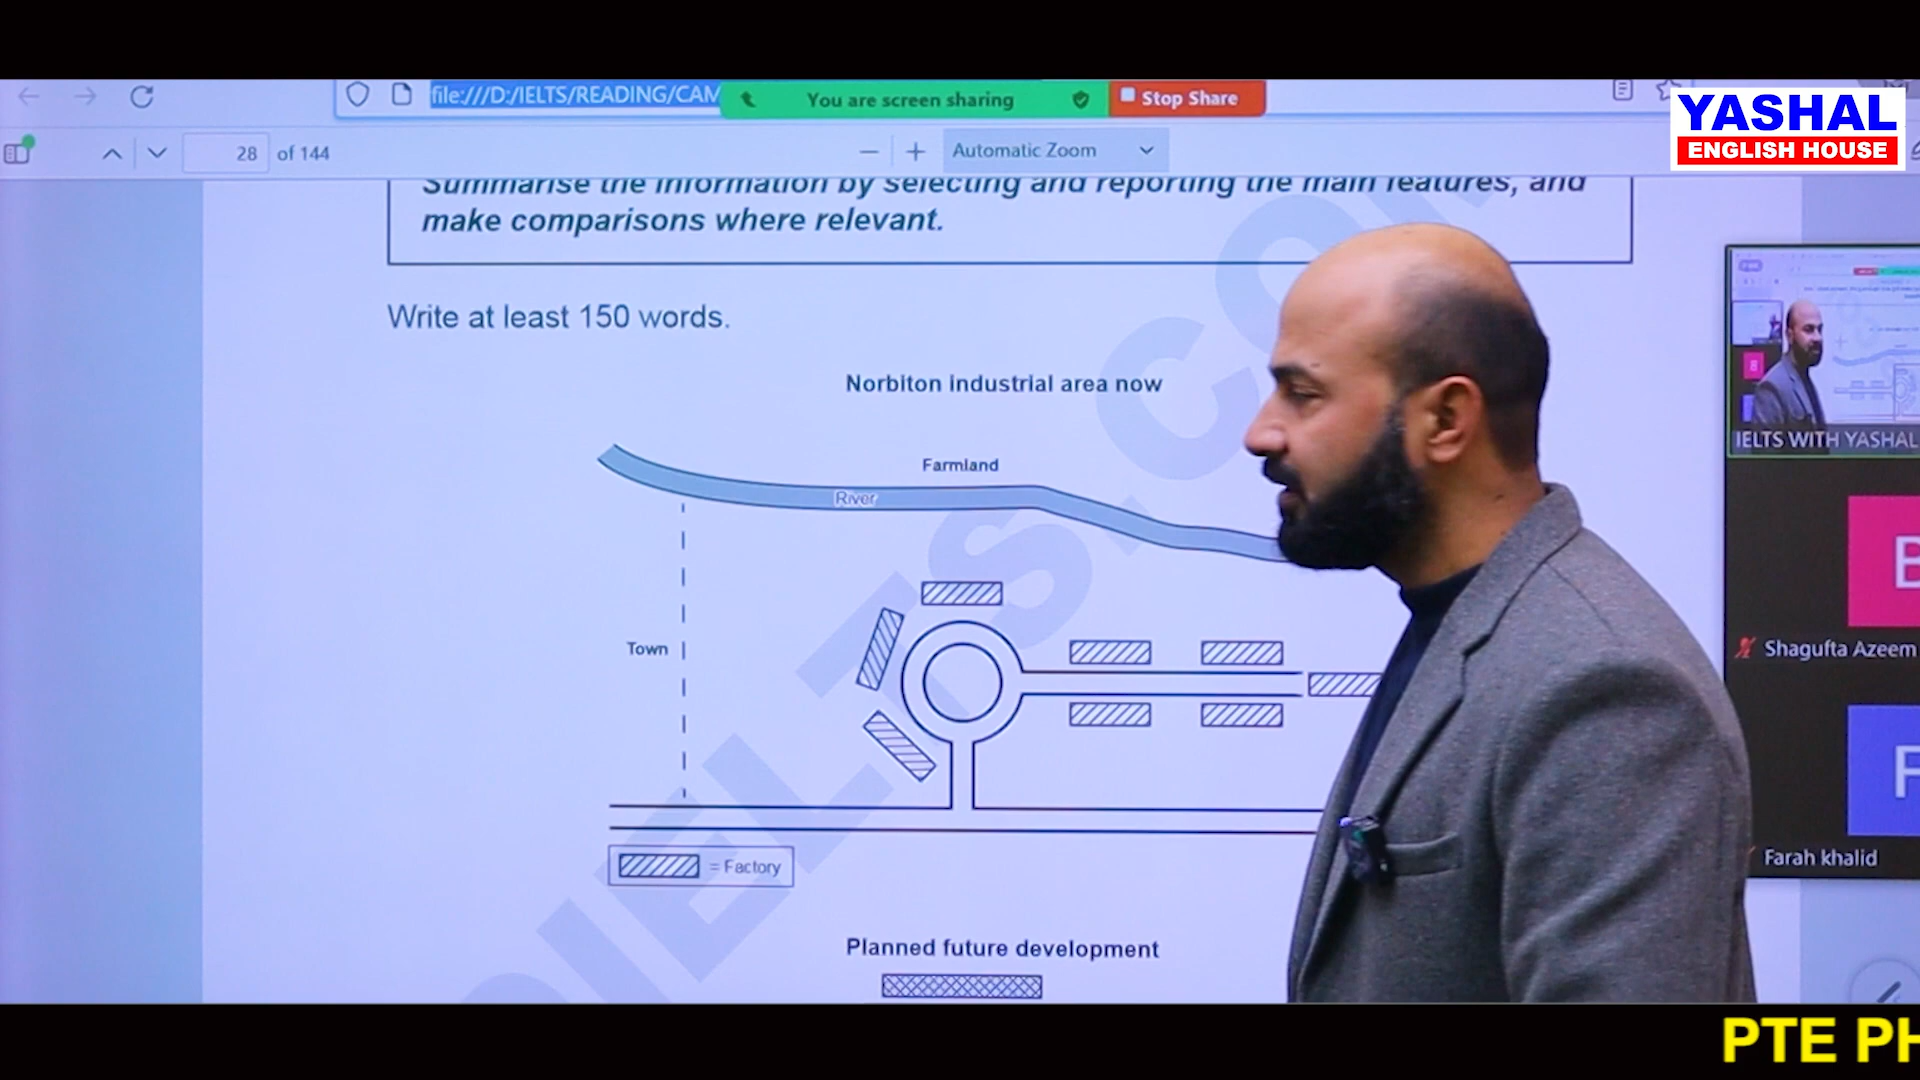 file:///D:/IELTS/READING/CAM
You are screen sharing
Stop Share
28 of 144
Automatic Zoom
YASHAL
ENGLISH HOUSE
Summarise the information by selecting and reporting the main features, and
make comparisons where relevant.
Write at least 150 words.
Norbiton industrial area now
Farmland
River
Town
= Factory
Planned future development
IELTS WITH YASHAL
Shagufta Azeem
Farah khalid
PTE PH